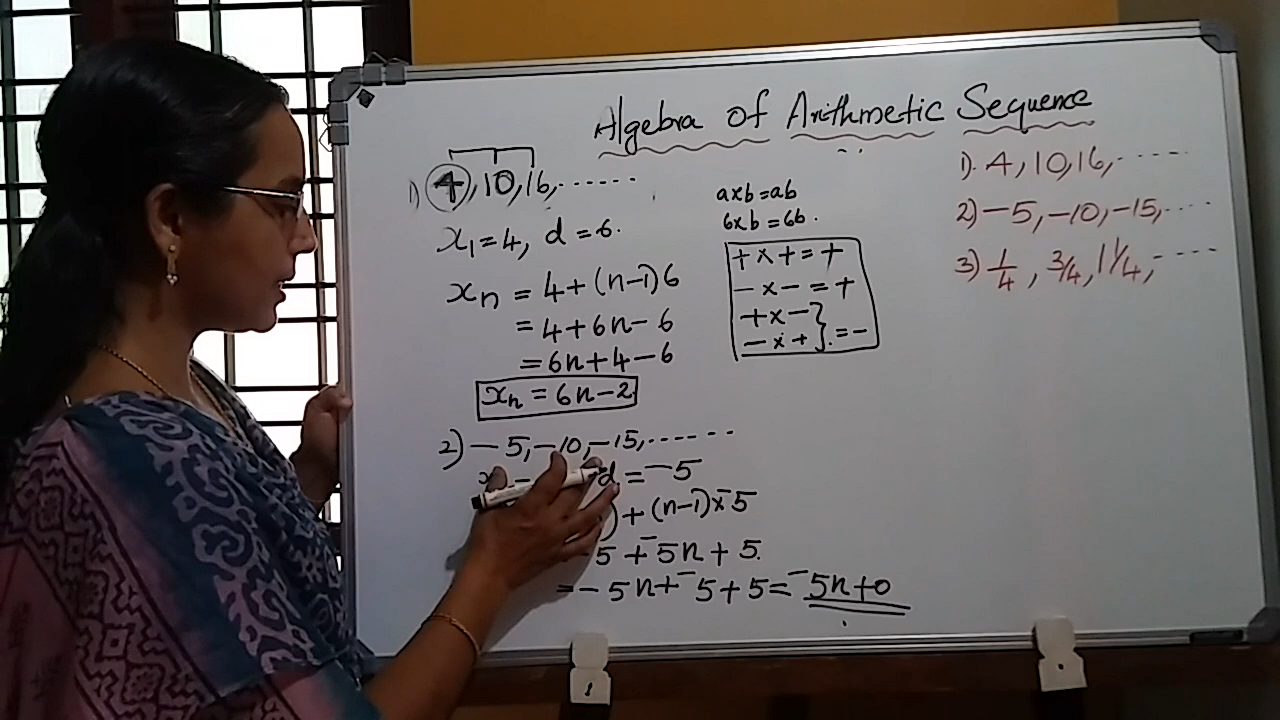 Algebra of Arithmetic Sequence
1) 4, 10, 16, ------
x₁ = 4, d = 6.
xₙ = 4 + (n-1)6
= 4 + 6n - 6
= 6n + 4 - 6
xₙ = 6n - 2
2) -5, -10, -15, ------
d = -5
) + (n-1) x ⁻5
5 + ⁻5n + 5.
= -5n + ⁻5 + 5 = ⁻5n + 0
axb = ab
6xb = 6b.
+ x + = +
- x - = +
+ x -
- x + } = -
1). 4, 10, 16, -----
2) -5, -10, -15, ----
3) 1/4, 3/4, 1 1/4, ----